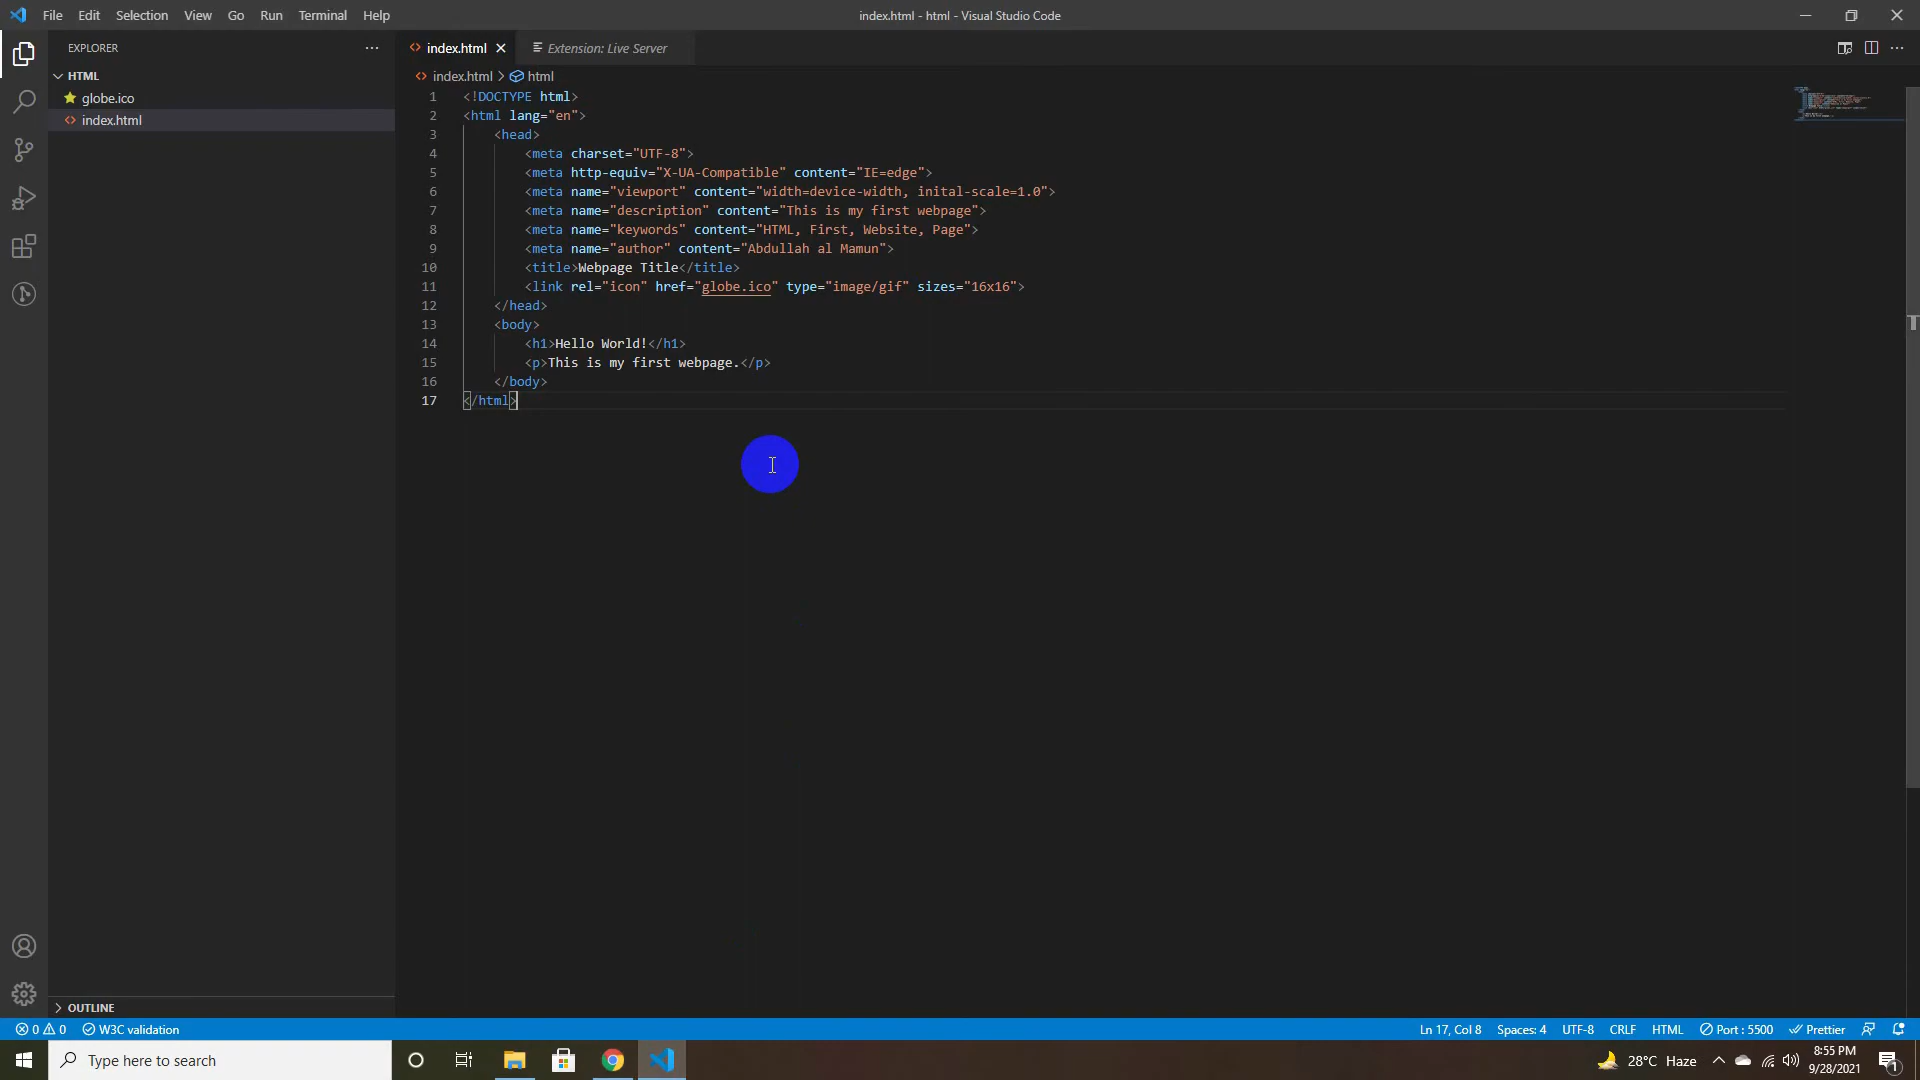 File Edit Selection View Go Run Terminal Help
index.html - html - Visual Studio Code
EXPLORER
HTML
globe.ico
index.html
index.html
Extension: Live Server
index.html > html
1 <!DOCTYPE html>
2 <html lang="en">
3 <head>
4 <meta charset="UTF-8">
5 <meta http-equiv="X-UA-Compatible" content="IE=edge">
6 <meta name="viewport" content="width=device-width, inital-scale=1.0">
7 <meta name="description" content="This is my first webpage">
8 <meta name="keywords" content="HTML, First, Website, Page">
9 <meta name="author" content="Abdullah al Mamun">
10 <title>Webpage Title</title>
11 <link rel="icon" href="globe.ico" type="image/gif" sizes="16x16">
12 </head>
13 <body>
14 <h1>Hello World!</h1>
15 <p>This is my first webpage.</p>
16 </body>
17 </html>
OUTLINE
0 0 W3C validation
Ln 17, Col 8 Spaces: 4 UTF-8 CRLF HTML Port : 5500 Prettier
Type here to search
28°C Haze
8:55 PM
9/28/2021
1